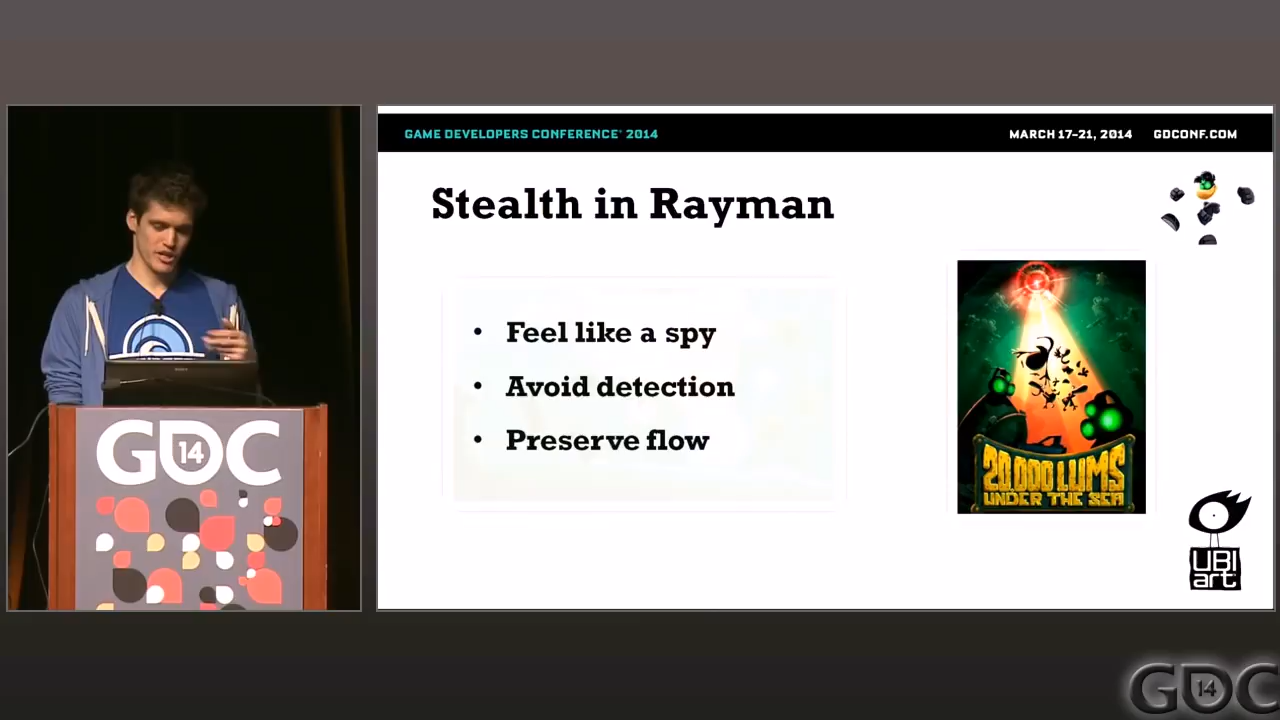 GAME DEVELOPERS CONFERENCE® 2014
MARCH 17-21, 2014 GDCONF.COM
Stealth in Rayman
• Feel like a spy
• Avoid detection
• Preserve flow
20,000 LUMS
UNDER THE SEA
UBI
art
SONY
GDC
14
GDC
14